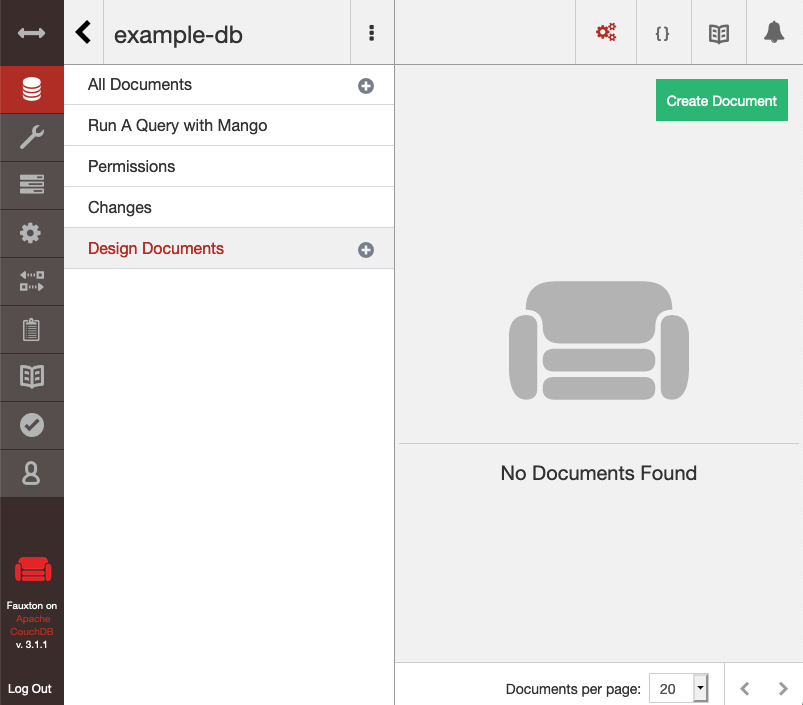 example-db
{ }
All Documents
Run A Query with Mango
Permissions
Changes
Design Documents
Create Document
No Documents Found
Fauxton on
Apache
CouchDB
v. 3.1.1
Log Out
Documents per page: 20